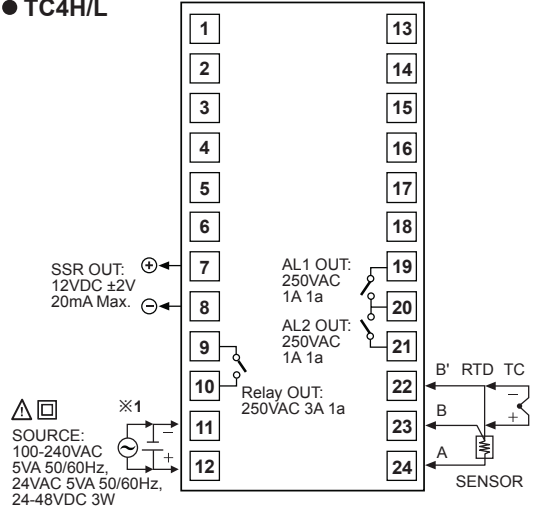 ● TC4H/L
1
2
3
4
5
6
7
8
9
10
11
12
13
14
15
16
17
18
19
20
21
22
23
24
SSR OUT:
12VDC ±2V
20mA Max.
+
−
Relay OUT:
250VAC 3A 1a
AL1 OUT:
250VAC
1A 1a
AL2 OUT:
250VAC
1A 1a
※1
SOURCE:
100-240VAC
5VA 50/60Hz,
24VAC 5VA 50/60Hz,
24-48VDC 3W
−
+
B' RTD TC
B
A
−
+
SENSOR